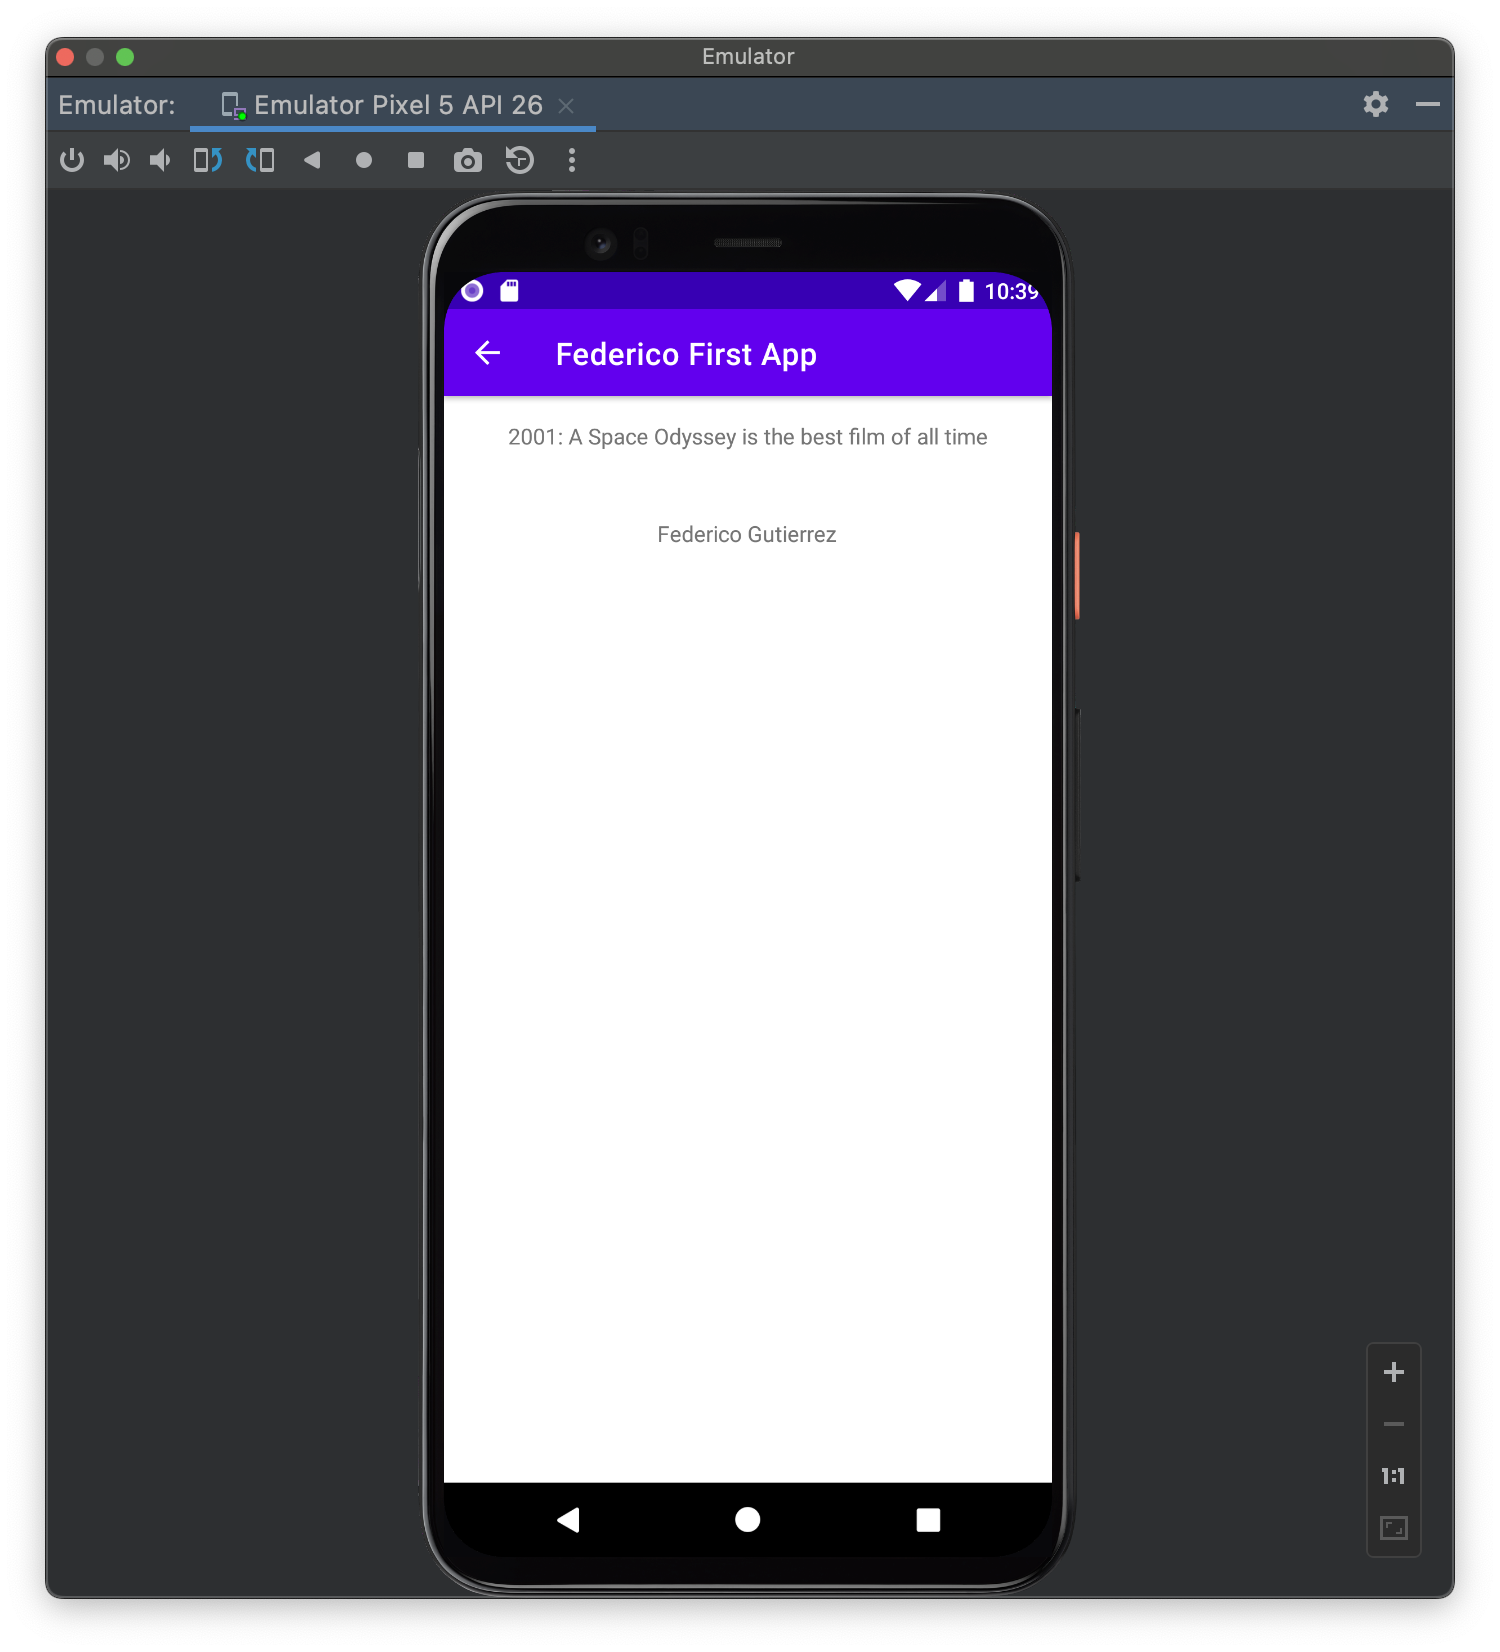 Emulator
Emulator: Emulator Pixel 5 API 26
10:39
Federico First App
2001: A Space Odyssey is the best film of all time
Federico Gutierrez
1:1